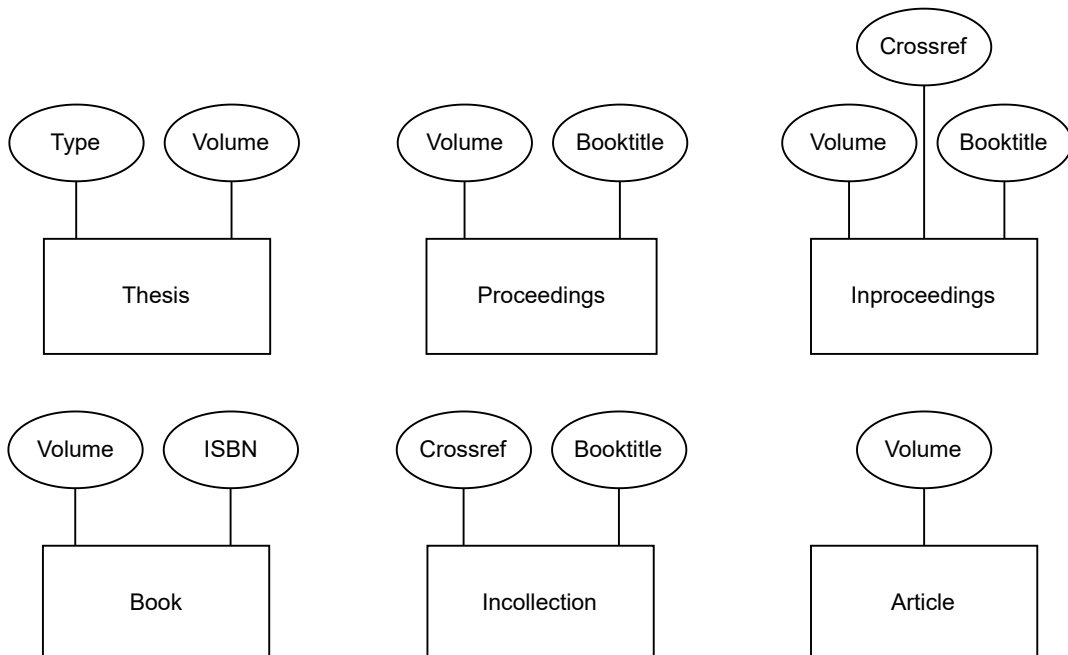 Crossref
Type
Volume
Volume
Booktitle
Volume
Booktitle
Thesis
Proceedings
Inproceedings
Volume
ISBN
Crossref
Booktitle
Volume
Book
Incollection
Article